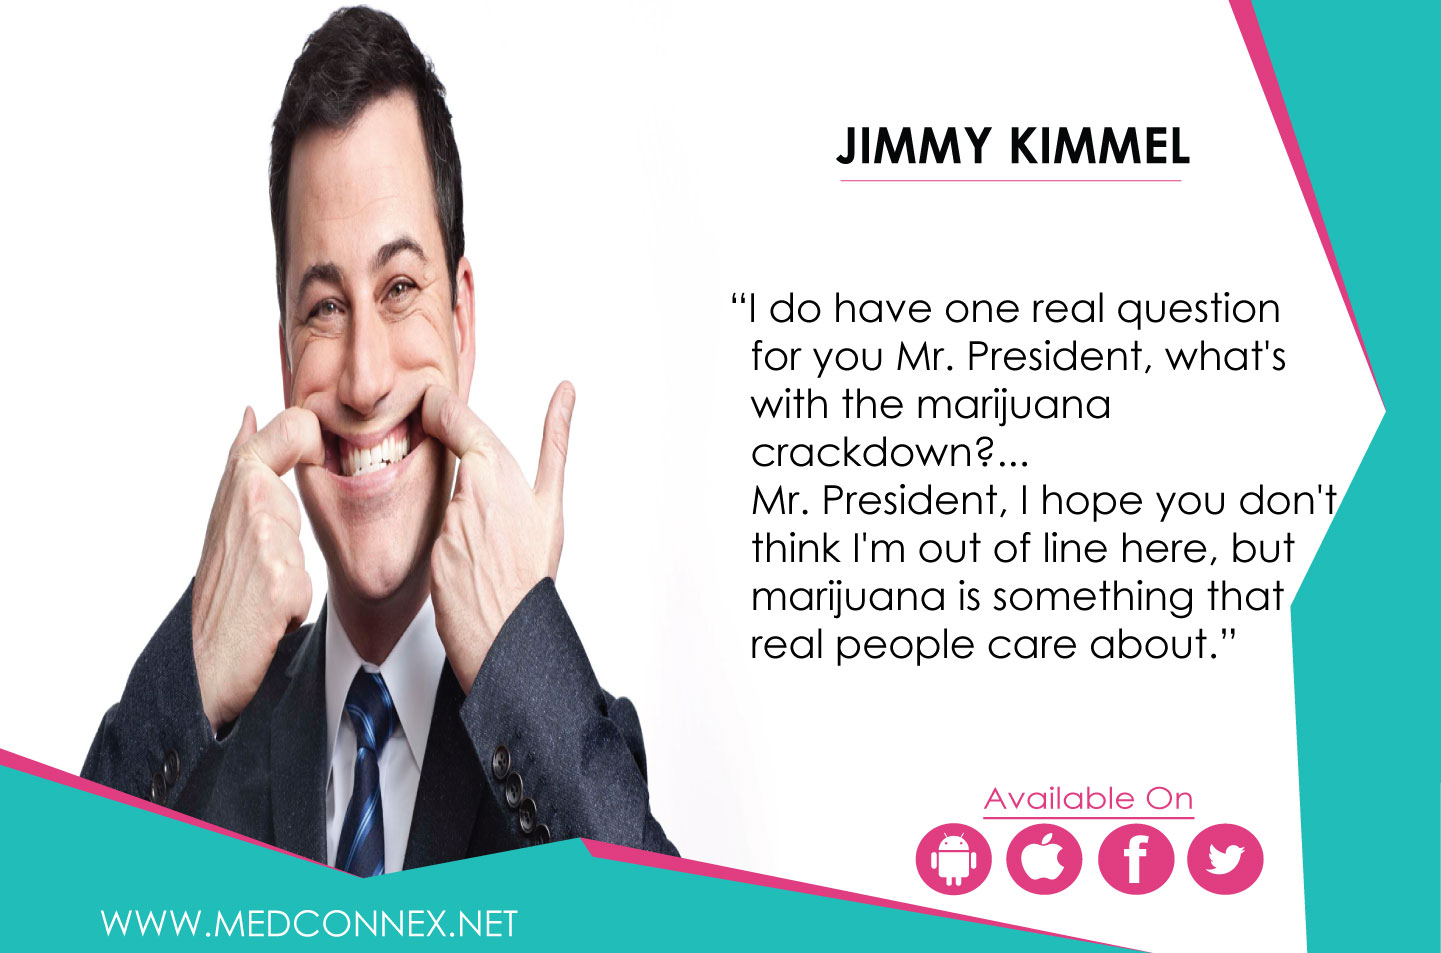 JIMMY KIMMEL
“I do have one real question
for you Mr. President, what's
with the marijuana
crackdown?...
Mr. President, I hope you don't
think I'm out of line here, but
marijuana is something that
real people care about.”
Available On
WWW.MEDCONNEX.NET